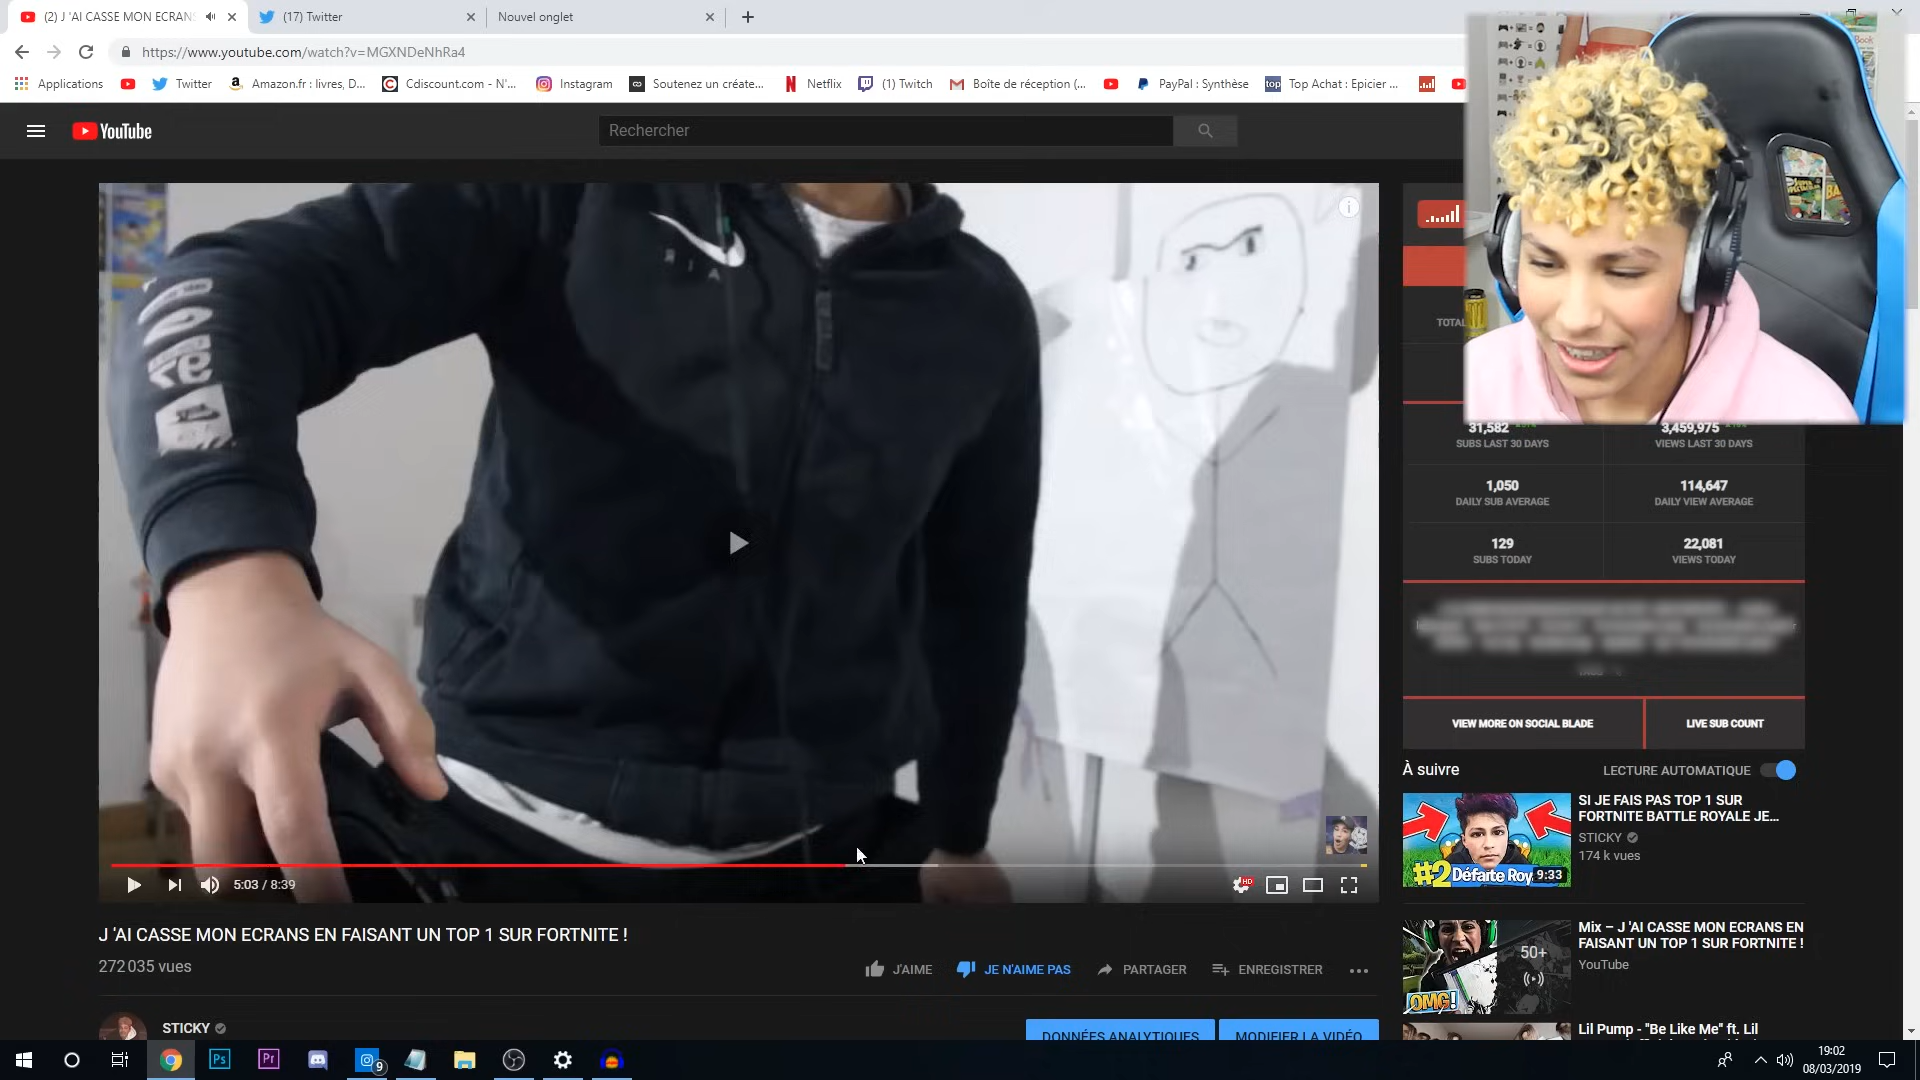 (2) J 'AI CASSE MON ECRANS
(17) Twitter
Nouvel onglet
https://www.youtube.com/watch?v=MGXNDeNhRa4
Applications
Twitter
Amazon.fr : livres, D...
Cdiscount.com - N'...
Instagram
Soutenez un créate...
Netflix
(1) Twitch
Boîte de réception (...
PayPal : Synthèse
top
Top Achat : Epicier ...
YouTube
Rechercher
RIA
TOTAL
31,582
3,459,975
SUBS LAST 30 DAYS
VIEWS LAST 30 DAYS
1,050
114,647
DAILY SUB AVERAGE
DAILY VIEW AVERAGE
129
22,081
SUBS TODAY
VIEWS TODAY
VIEW MORE ON SOCIAL BLADE
LIVE SUB COUNT
À suivre
LECTURE AUTOMATIQUE
SI JE FAIS PAS TOP 1 SUR
FORTNITE BATTLE ROYALE JE...
STICKY
174 k vues
#2 Défaite Roy
9:33
5:03 / 8:39
HD
J 'AI CASSE MON ECRANS EN FAISANT UN TOP 1 SUR FORTNITE !
272 035 vues
J'AIME
JE N'AIME PAS
PARTAGER
ENREGISTRER
Mix – J 'AI CASSE MON ECRANS EN
FAISANT UN TOP 1 SUR FORTNITE !
YouTube
50+
OMG!
STICKY
DONNÉES ANALYTIQUES
MODIFIER LA VIDÉO
Lil Pump - "Be Like Me" ft. Lil
Ps
Pr
9
19:02
08/03/2019